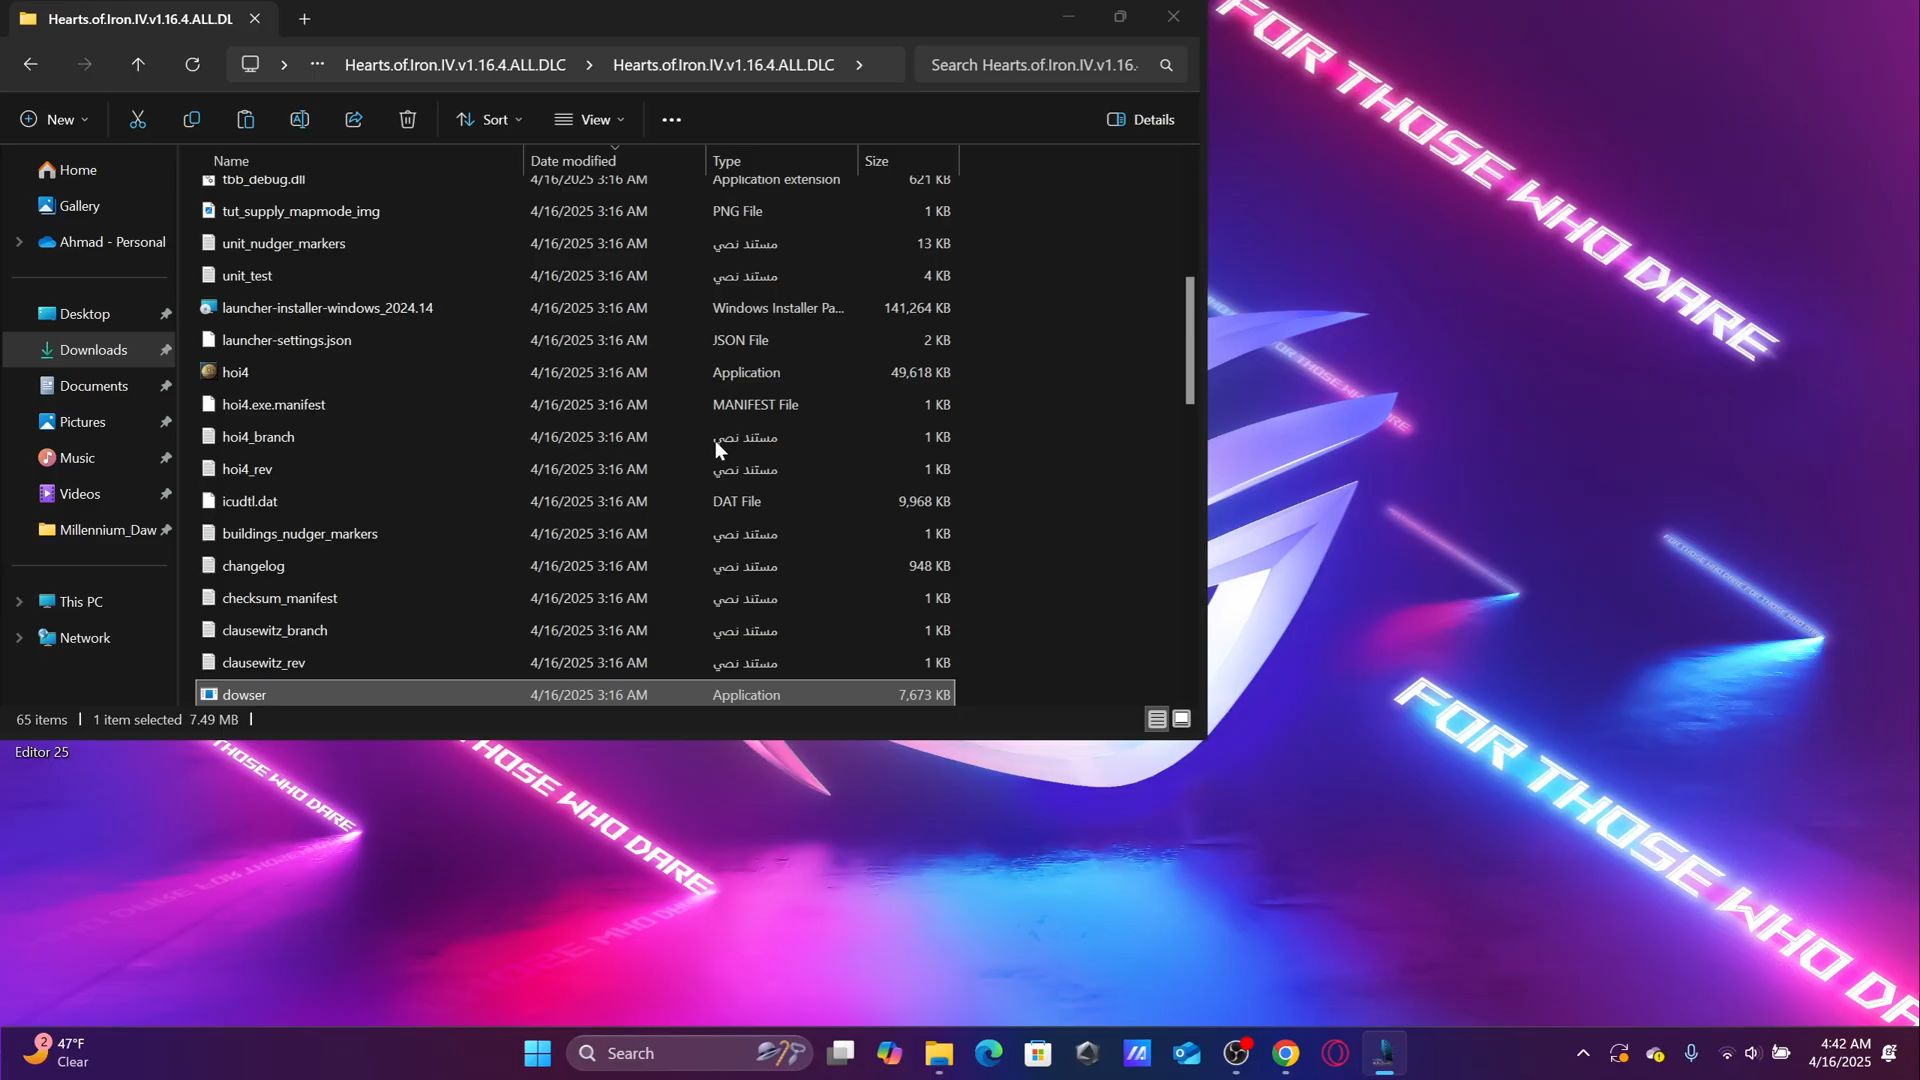 Hearts.of.Iron.IV.v1.16.4.ALL.DL
Hearts.of.Iron.IV.v1.16.4.ALL.DLC
Hearts.of.Iron.IV.v1.16.4.ALL.DLC
Search Hearts.of.Iron.IV.v1.16.
New
Sort
View
Details
Home
Gallery
Ahmad - Personal
Desktop
Downloads
Documents
Pictures
Music
Videos
Millennium_Daw
This PC
Network
Name Date modified Type Size
tbb_debug.dll 4/16/2025 3:16 AM Application extension 621 KB
tut_supply_mapmode_img 4/16/2025 3:16 AM PNG File 1 KB
unit_nudger_markers 4/16/2025 3:16 AM مستند نصي 13 KB
unit_test 4/16/2025 3:16 AM مستند نصي 4 KB
launcher-installer-windows_2024.14 4/16/2025 3:16 AM Windows Installer Pa... 141,264 KB
launcher-settings.json 4/16/2025 3:16 AM JSON File 2 KB
hoi4 4/16/2025 3:16 AM Application 49,618 KB
hoi4.exe.manifest 4/16/2025 3:16 AM MANIFEST File 1 KB
hoi4_branch 4/16/2025 3:16 AM مستند نصي 1 KB
hoi4_rev 4/16/2025 3:16 AM مستند نصي 1 KB
icudtl.dat 4/16/2025 3:16 AM DAT File 9,968 KB
buildings_nudger_markers 4/16/2025 3:16 AM مستند نصي 1 KB
changelog 4/16/2025 3:16 AM مستند نصي 948 KB
checksum_manifest 4/16/2025 3:16 AM مستند نصي 1 KB
clausewitz_branch 4/16/2025 3:16 AM مستند نصي 1 KB
clausewitz_rev 4/16/2025 3:16 AM مستند نصي 1 KB
dowser 4/16/2025 3:16 AM Application 7,673 KB
65 items 1 item selected 7.49 MB
Editor 25
FOR THOSE WHO DARE
FOR THOSE WHO DARE
THOSE WHO DARE
THOSE WHO DARE
2
47°F
Clear
Search
4:42 AM
4/16/2025